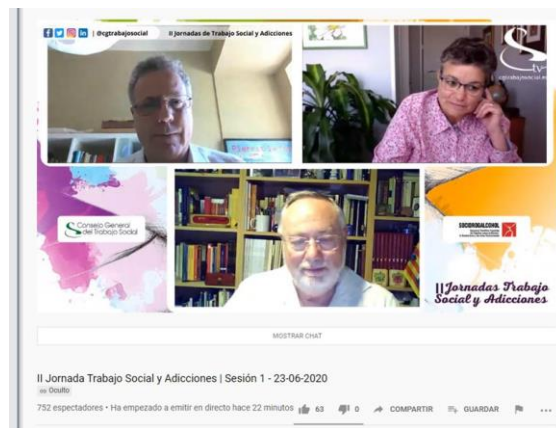 | @cgtrabajosocial II Jornadas de Trabajo Social y Adicciones
tv
Consejo General
del Trabajo Social
SOCIDROGALCOHOL
II Jornadas Trabajo
Social y Adicciones
MOSTRAR CHAT
II Jornada Trabajo Social y Adicciones | Sesión 1 - 23-06-2020
Oculto
752 espectadores • Ha empezado a emitir en directo hace 22 minutos 63 0 COMPARTIR GUARDAR ...